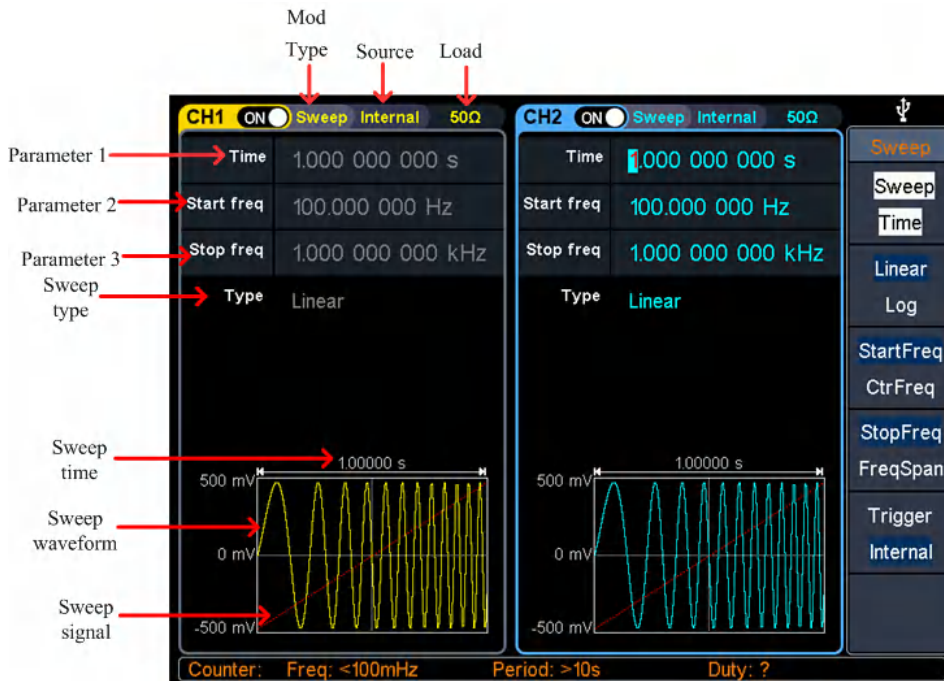 Mod
Type Source Load
CH1 ON Sweep Internal 50Ω CH2 ON Sweep Internal 50Ω
Sweep
Parameter 1 Time 1.000 000 000 s Time 1.000 000 000 s
Sweep
Time
Parameter 2 Start freq 100.000 000 Hz Start freq 100.000 000 Hz
Parameter 3 Stop freq 1.000 000 000 kHz Stop freq 1.000 000 000 kHz
Linear
Log
Sweep
type
Type Linear Type Linear
StartFreq
CtrFreq
StopFreq
FreqSpan
Sweep
time
1.00000 s 1.00000 s
500 mV 500 mV
Trigger
Internal
Sweep
waveform
0 mV 0 mV
Sweep
signal
-500 mV -500 mV
Counter: Freq: <100mHz Period: >10s Duty: ?